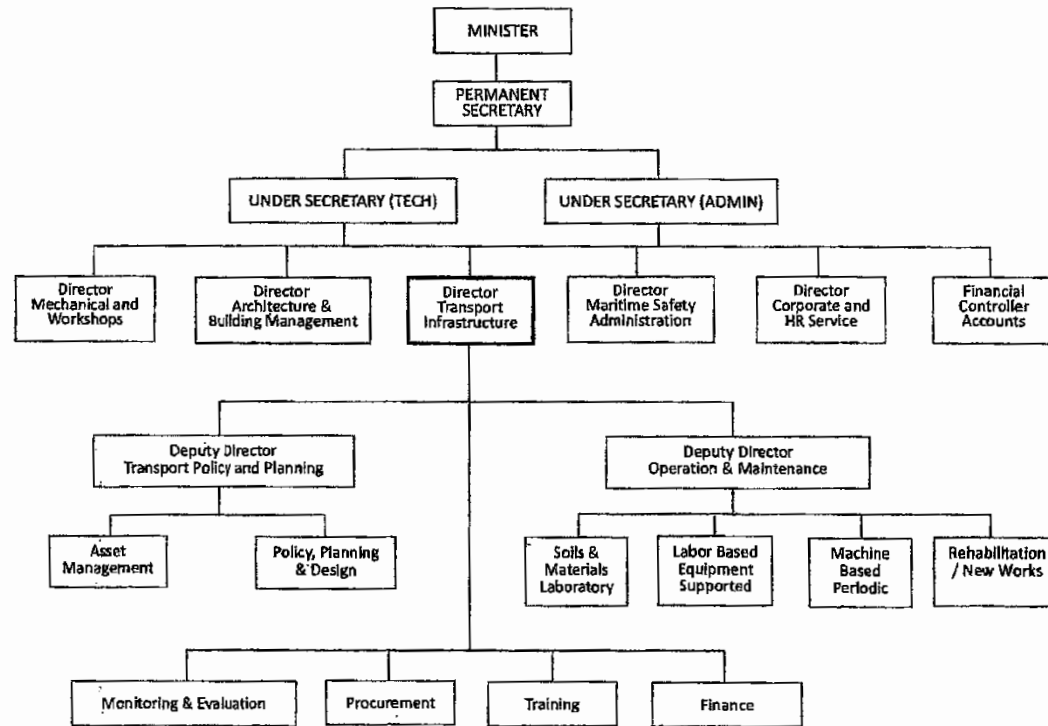 MINISTER
PERMANENT
SECRETARY
UNDER SECRETARY (TECH)
UNDER SECRETARY (ADMIN)
Director
Mechanical and
Workshops
Director
Architecture &
Building Management
Director
Transport
Infrastructure
Director
Maritime Safety
Administration
Director
Corporate and
HR Service
Financial
Controller
Accounts
Deputy Director
Transport Policy and Planning
Deputy Director
Operation & Maintenance
Asset
Management
Policy, Planning
& Design
Soils &
Materials
Laboratory
Labor Based
Equipment
Supported
Machine
Based
Periodic
Rehabilitation
/ New Works
Monitoring & Evaluation
Procurement
Training
Finance